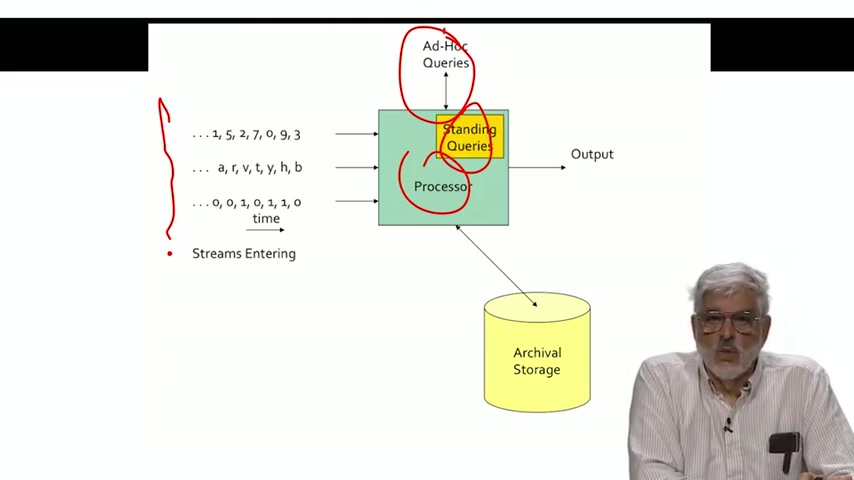 Ad-Hoc
Queries
. . . 1, 5, 2, 7, 0, 9, 3
Standing
Queries
Output
. . . a, r, v, t, y, h, b
Processor
. . . 0, 0, 1, 0, 1, 1, 0
time
Streams Entering
Archival
Storage